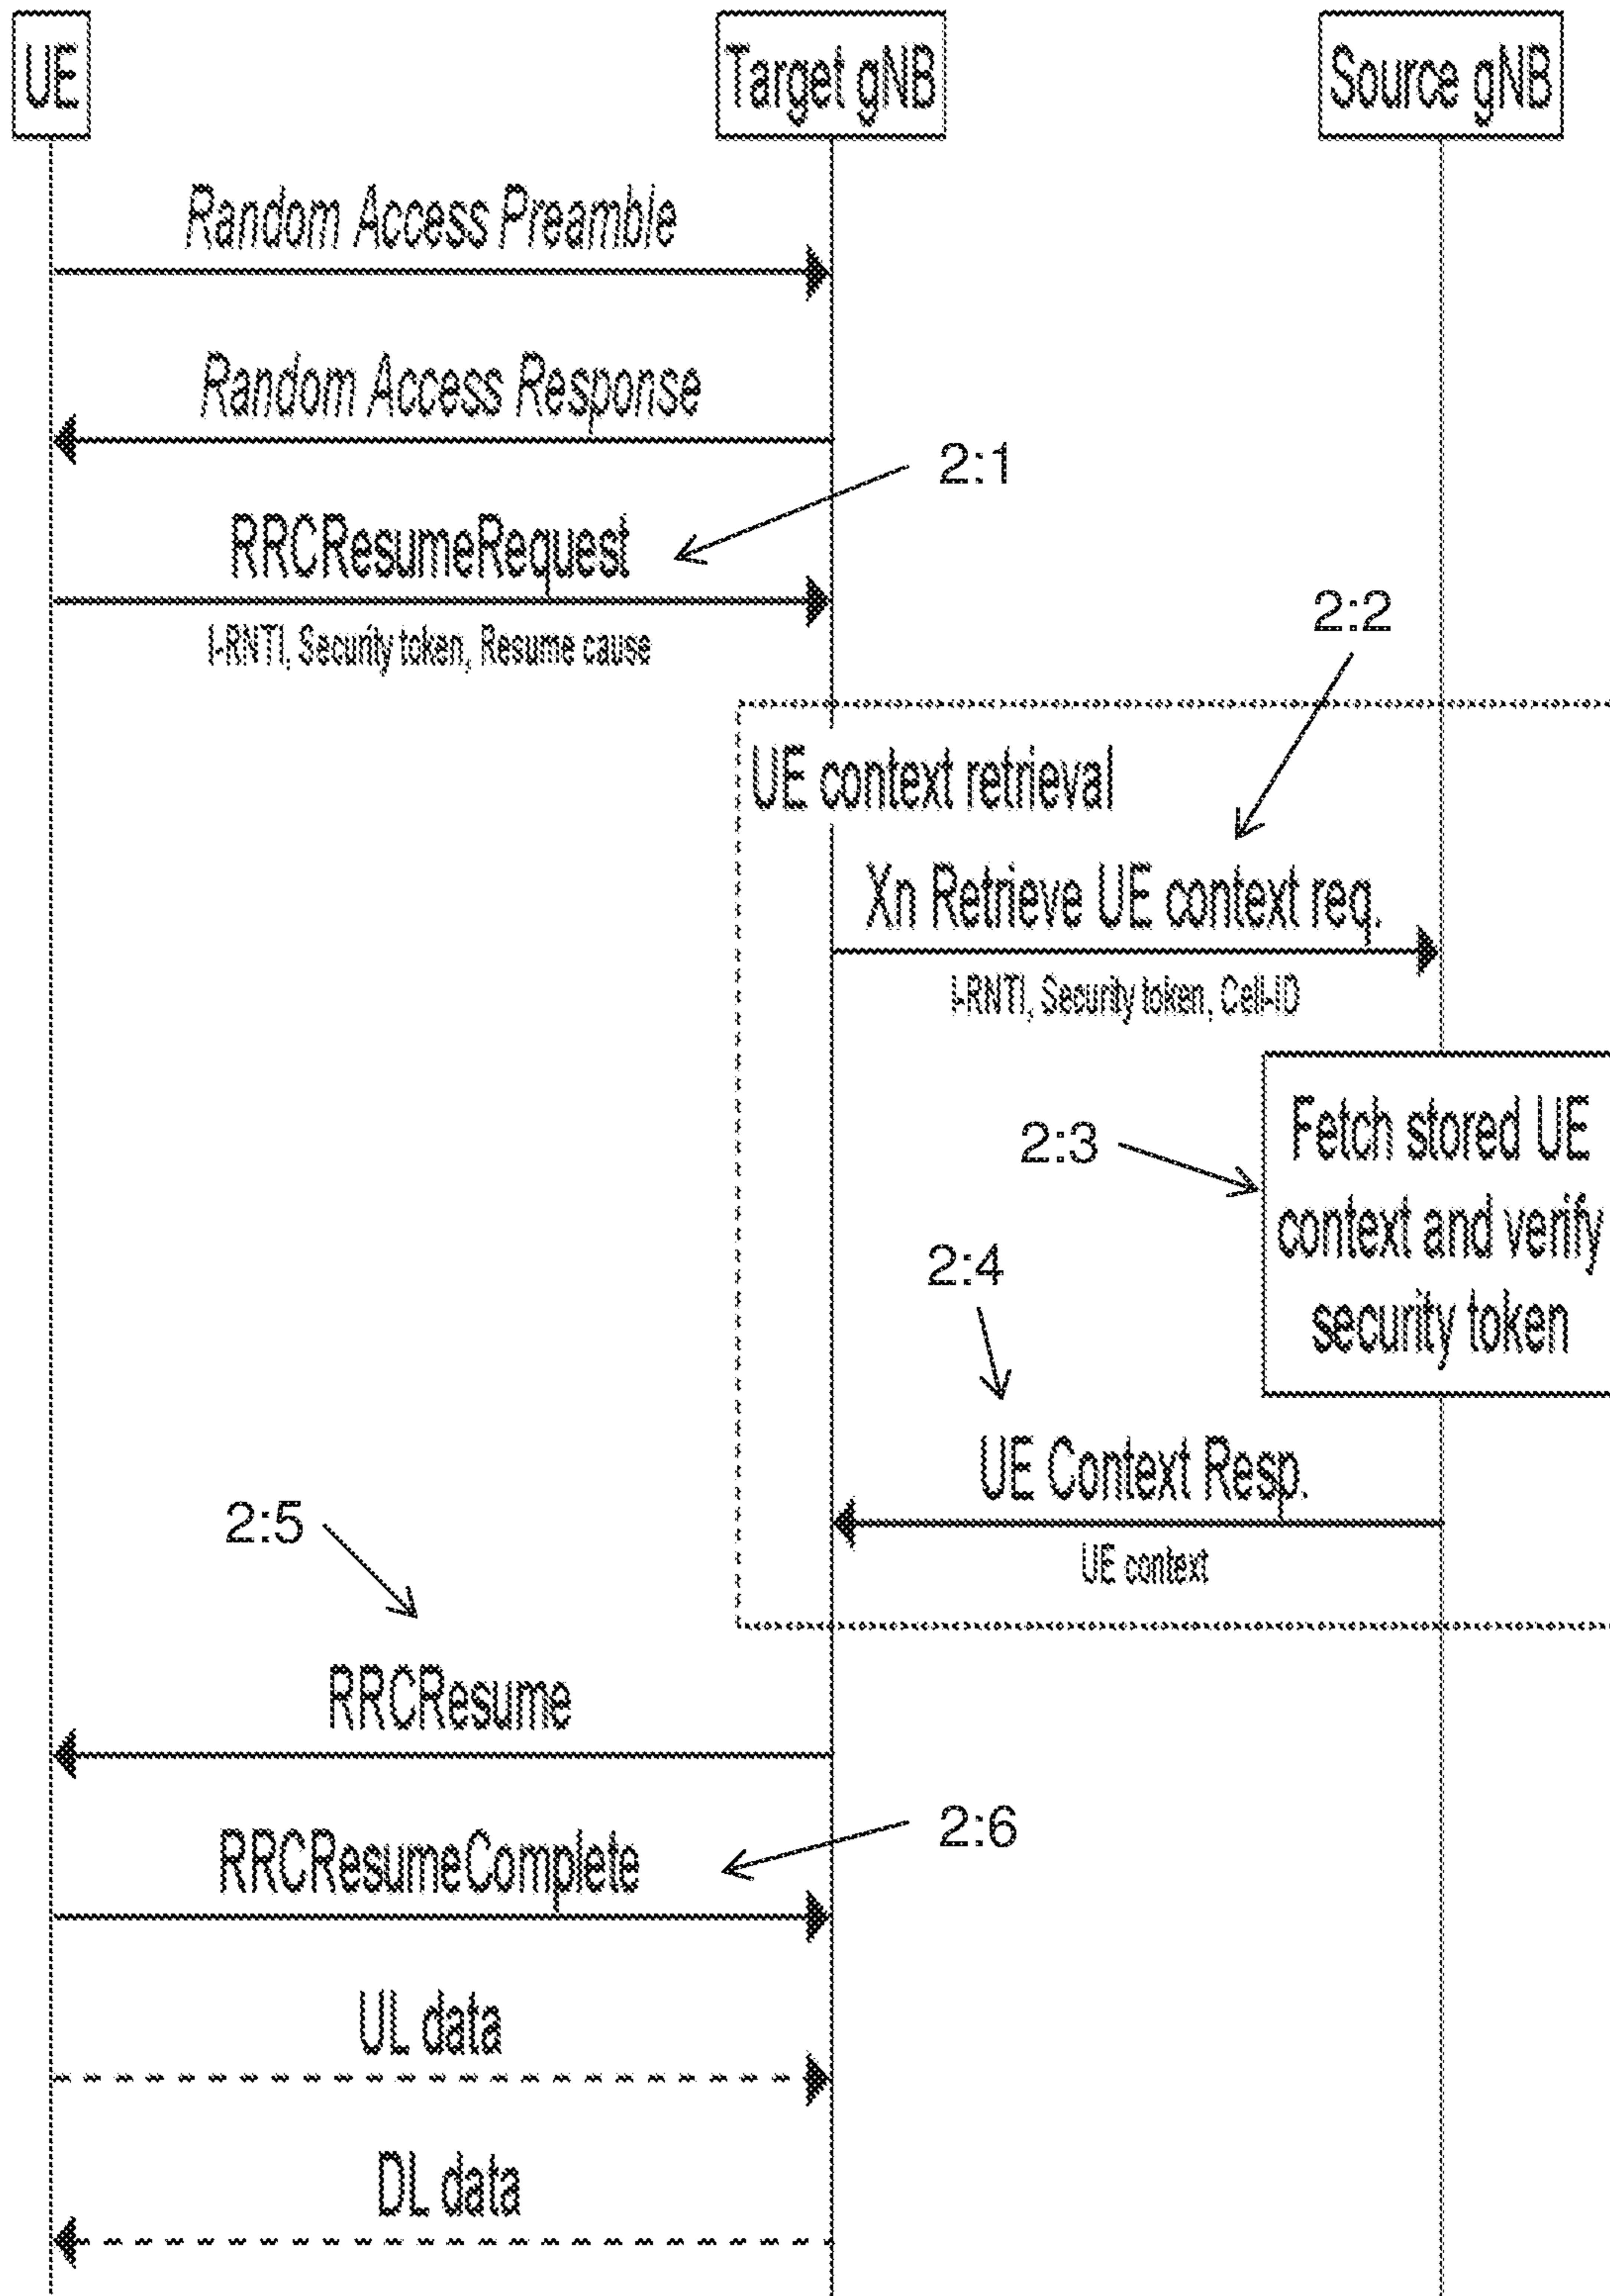 UE
Target gNB
Source gNB
Random Access Preamble
Random Access Response
2:1
RRCResumeRequest
2:2
I-RNTI, Security token, Resume cause
UE context retrieval
Xn Retrieve UE context req.
I-RNTI, Security token, Cell-ID
2:3
Fetch stored UE
context and verify
security token
2:4
UE Context Resp.
2:5
UE context
RRCResume
2:6
RRCResumeComplete
UL data
DL data